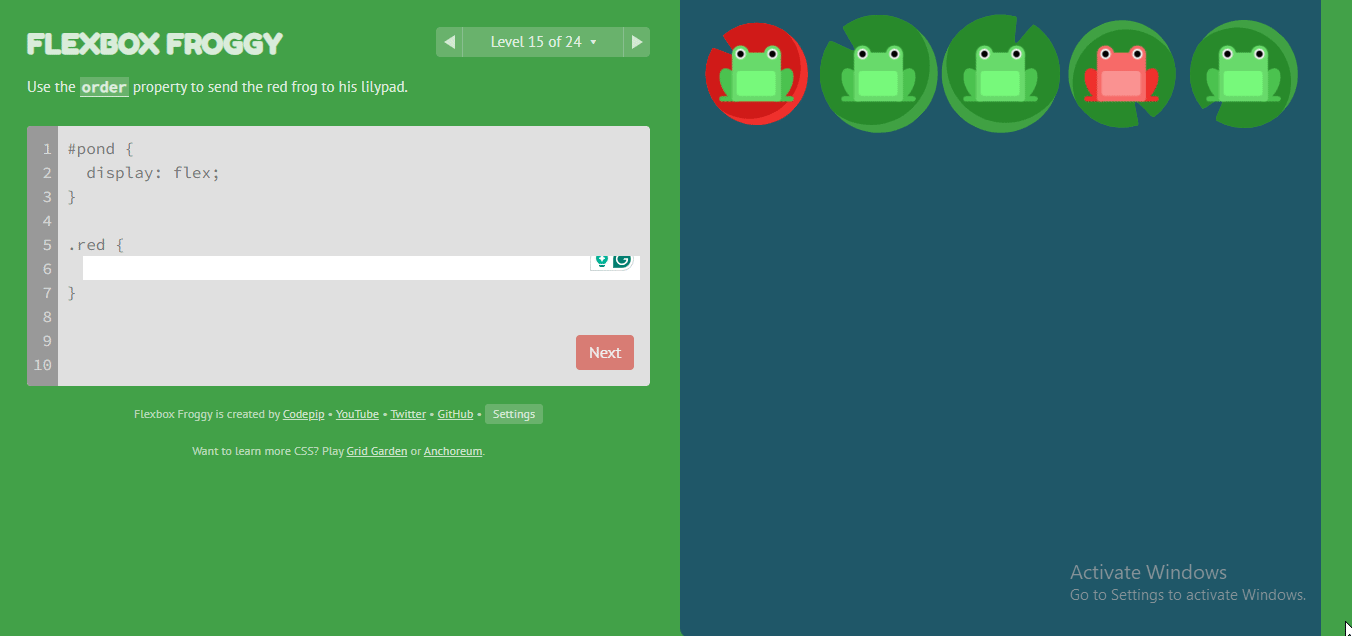 FLEXBOX FROGGY
Level 15 of 24
Use the order property to send the red frog to his lilypad.
1 #pond {
2 display: flex;
3 }
4
5 .red {
6
7 }
8
9
10
Next
Flexbox Froggy is created by Codepip • YouTube • Twitter • GitHub • Settings
Want to learn more CSS? Play Grid Garden or Anchoreum.
Activate Windows
Go to Settings to activate Windows.